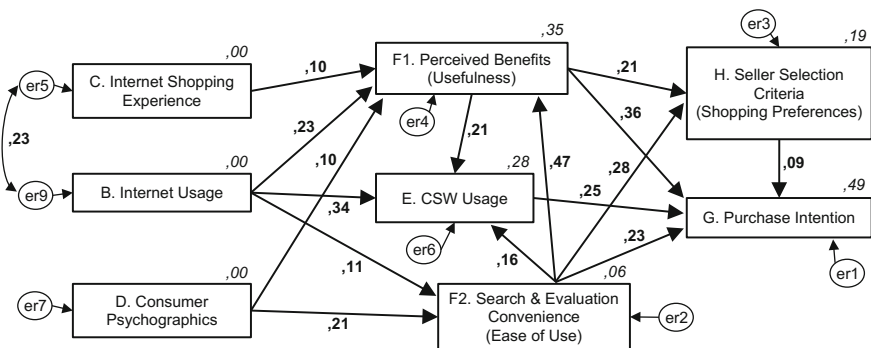 er3
,00
,35
,19
er5
C. Internet Shopping
Experience
,10
F1. Perceived Benefits
(Usefulness)
,21
H. Seller Selection
Criteria
(Shopping Preferences)
er4
,36
,23
,23
,10
,21
,00
,28
,47
,28
,09
,49
er9
B. Internet Usage
,34
E. CSW Usage
,25
G. Purchase Intention
er6
,23
,11
,16
er1
,00
,06
er7
D. Consumer
Psychographics
,21
F2. Search & Evaluation
Convenience
(Ease of Use)
er2